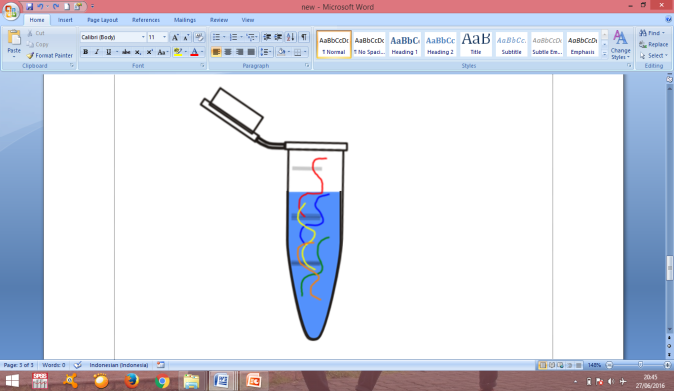 new - Microsoft Word
Home Insert Page Layout References Mailings Review View
Paste
Cut
Copy
Format Painter
Clipboard
Calibri (Body) 11
Font
Paragraph
AaBbCcDc AaBbCcDc AaBbC AaBbCc AaB AaBbCc. AaBbCcDi AaBbCcDi
¶ Normal ¶ No Spaci... Heading 1 Heading 2 Title Subtitle Subtle Em... Emphasis
Change Styles
Styles
Find
Replace
Select
Editing
Page: 3 of 3 Words: 0 Indonesian (Indonesia) 148%
20:45
27/06/2016